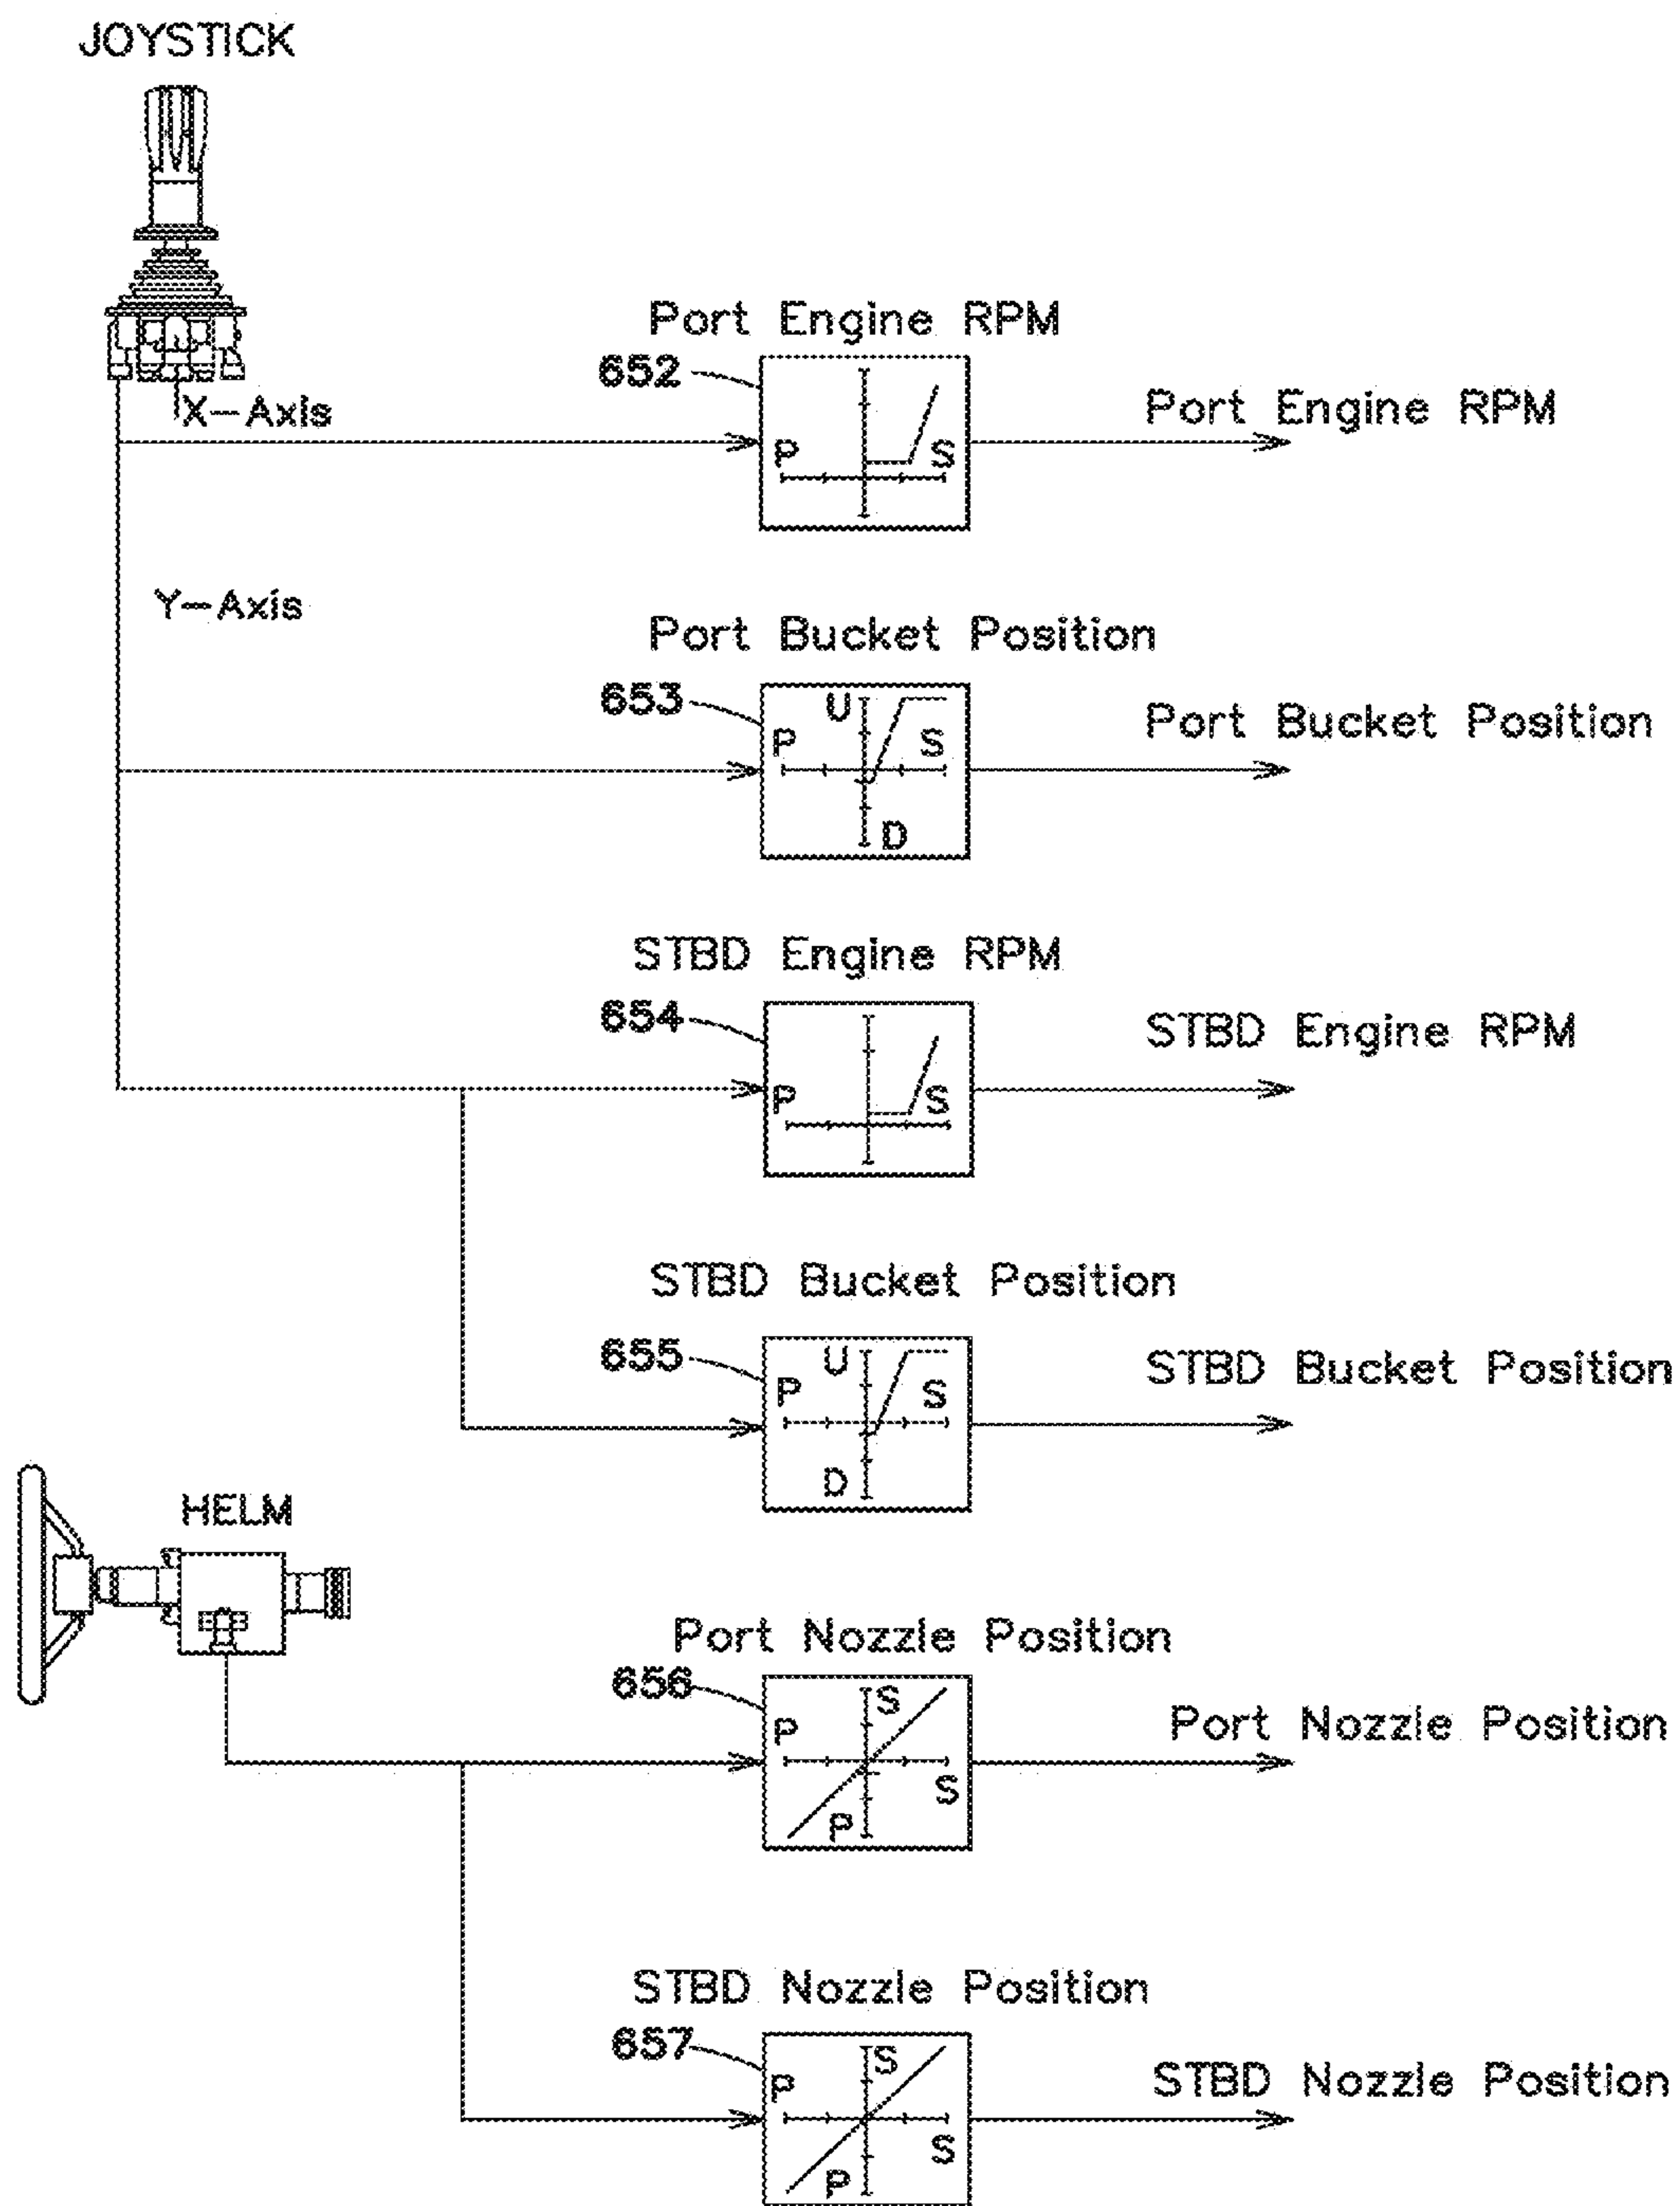 JOYSTICK
X-Axis
Y-Axis
Port Engine RPM
652
P
S
Port Engine RPM
Port Bucket Position
653
U
P
S
D
Port Bucket Position
STBD Engine RPM
654
P
S
STBD Engine RPM
STBD Bucket Position
655
U
P
S
D
STBD Bucket Position
HELM
Port Nozzle Position
656
S
P
S
P
Port Nozzle Position
STBD Nozzle Position
657
S
P
S
P
STBD Nozzle Position